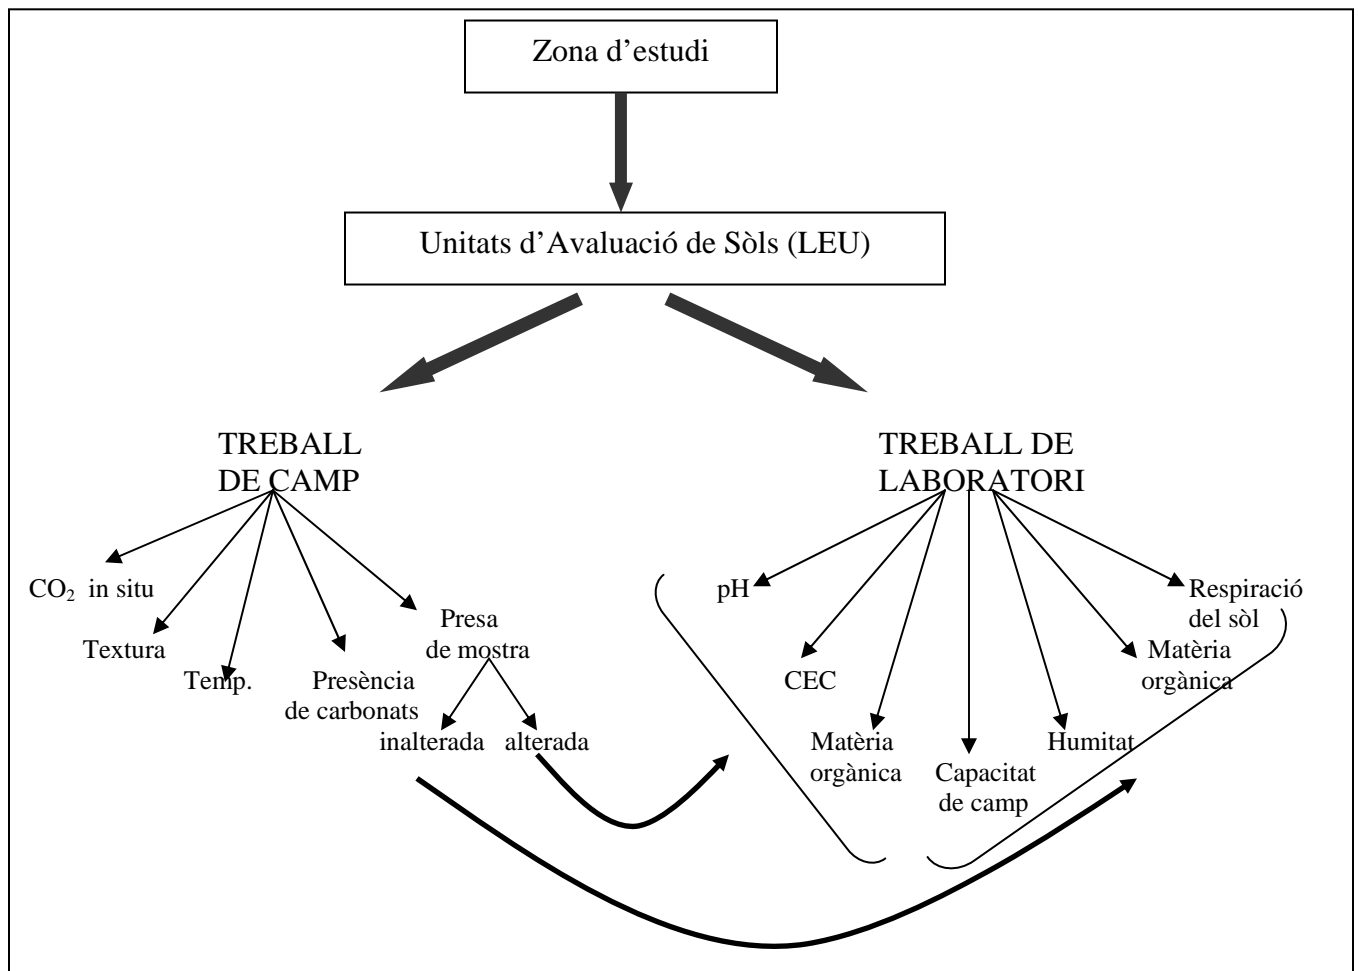 Zona d’estudi
Unitats d’Avaluació de Sòls (LEU)
TREBALL
DE CAMP
CO₂ in situ
Textura
Temp.
Presència
de carbonats
Presa
de mostra
inalterada
alterada
TREBALL DE
LABORATORI
pH
CEC
Matèria
orgànica
Capacitat
de camp
Humitat
Matèria
orgànica
Respiració
del sòl